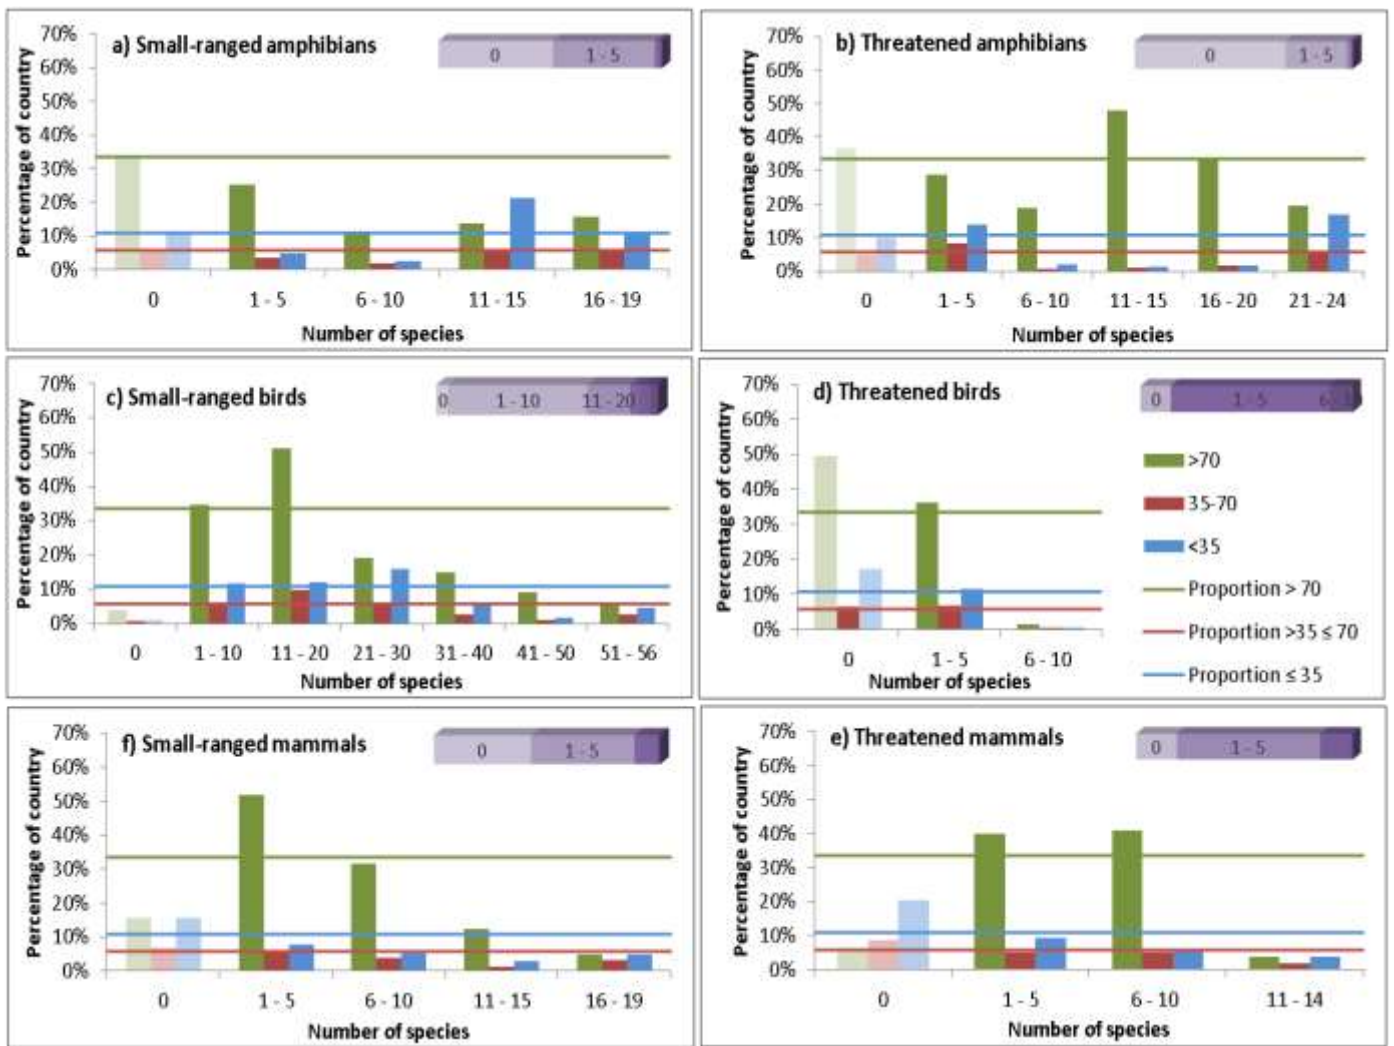 a) Small-ranged amphibians
0 1 - 5
Percentage of country
70%
60%
50%
40%
30%
20%
10%
0%
0 1 - 5 6 - 10 11 - 15 16 - 19
Number of species
b) Threatened amphibians
0 1 - 5
Percentage of country
70%
60%
50%
40%
30%
20%
10%
0%
0 1 - 5 6 - 10 11 - 15 16 - 20 21 - 24
Number of species
c) Small-ranged birds
0 1 - 10 11 - 20
Percentage of country
70%
60%
50%
40%
30%
20%
10%
0%
0 1 - 10 11 - 20 21 - 30 31 - 40 41 - 50 51 - 56
Number of species
d) Threatened birds
0 1 - 5 6
Percentage of country
70%
60%
50%
40%
30%
20%
10%
0%
0 1 - 5 6 - 10
Number of species
>70
35-70
<35
Proportion > 70
Proportion >35 ≤ 70
Proportion ≤ 35
f) Small-ranged mammals
0 1 - 5
Percentage of country
70%
60%
50%
40%
30%
20%
10%
0%
0 1 - 5 6 - 10 11 - 15 16 - 19
Number of species
e) Threatened mammals
0 1 - 5
Percentage of country
70%
60%
50%
40%
30%
20%
10%
0%
0 1 - 5 6 - 10 11 - 14
Number of species